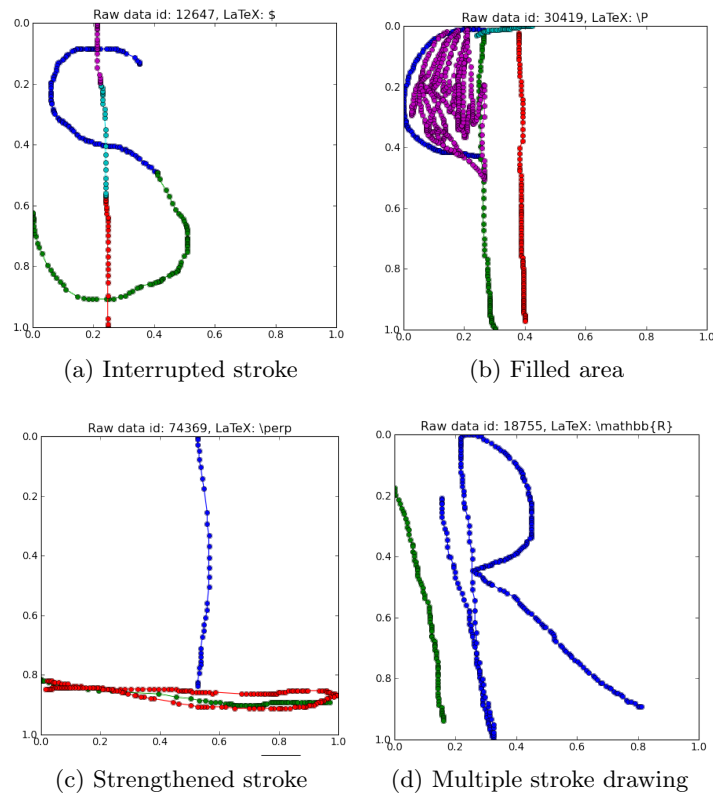 Raw data id: 12647, LaTeX: $
0.0
0.2
0.4
0.6
0.8
1.0
0.0 0.2 0.4 0.6 0.8 1.0
(a) Interrupted stroke
Raw data id: 30419, LaTeX: \P
0.0
0.2
0.4
0.6
0.8
1.0
0.0 0.2 0.4 0.6 0.8 1.0
(b) Filled area
Raw data id: 74369, LaTeX: \perp
0.0
0.2
0.4
0.6
0.8
1.0
0.0 0.2 0.4 0.6 0.8 1.0
(c) Strengthened stroke
Raw data id: 18755, LaTeX: \mathbb{R}
0.0
0.2
0.4
0.6
0.8
1.0
0.0 0.2 0.4 0.6 0.8 1.0
(d) Multiple stroke drawing